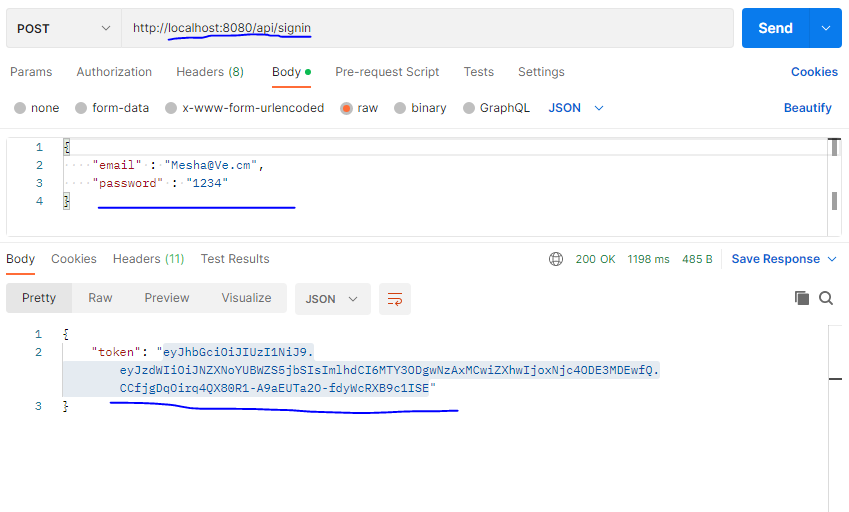 POST http://localhost:8080/api/signin Send
Params Authorization Headers (8) Body Pre-request Script Tests Settings Cookies
none form-data x-www-form-urlencoded raw binary GraphQL JSON Beautify
1 {
2 "email" : "Mesha@Ve.cm",
3 "password" : "1234"
4 }
Body Cookies Headers (11) Test Results 200 OK 1198 ms 485 B Save Response
Pretty Raw Preview Visualize JSON
1 {
2 "token": "eyJhbGciOiJIUzI1NiJ9.
eyJzdWIiOiJNZXNoYUBWZS5jbSIsImlhdCI6MTY3ODgwNzAxMCwiZXhwIjoxNjc4ODE3MDEwfQ.
CCfjgDqOirq4QX80R1-A9aEUTa2O-fdyWcRXB9c1ISE"
3 }